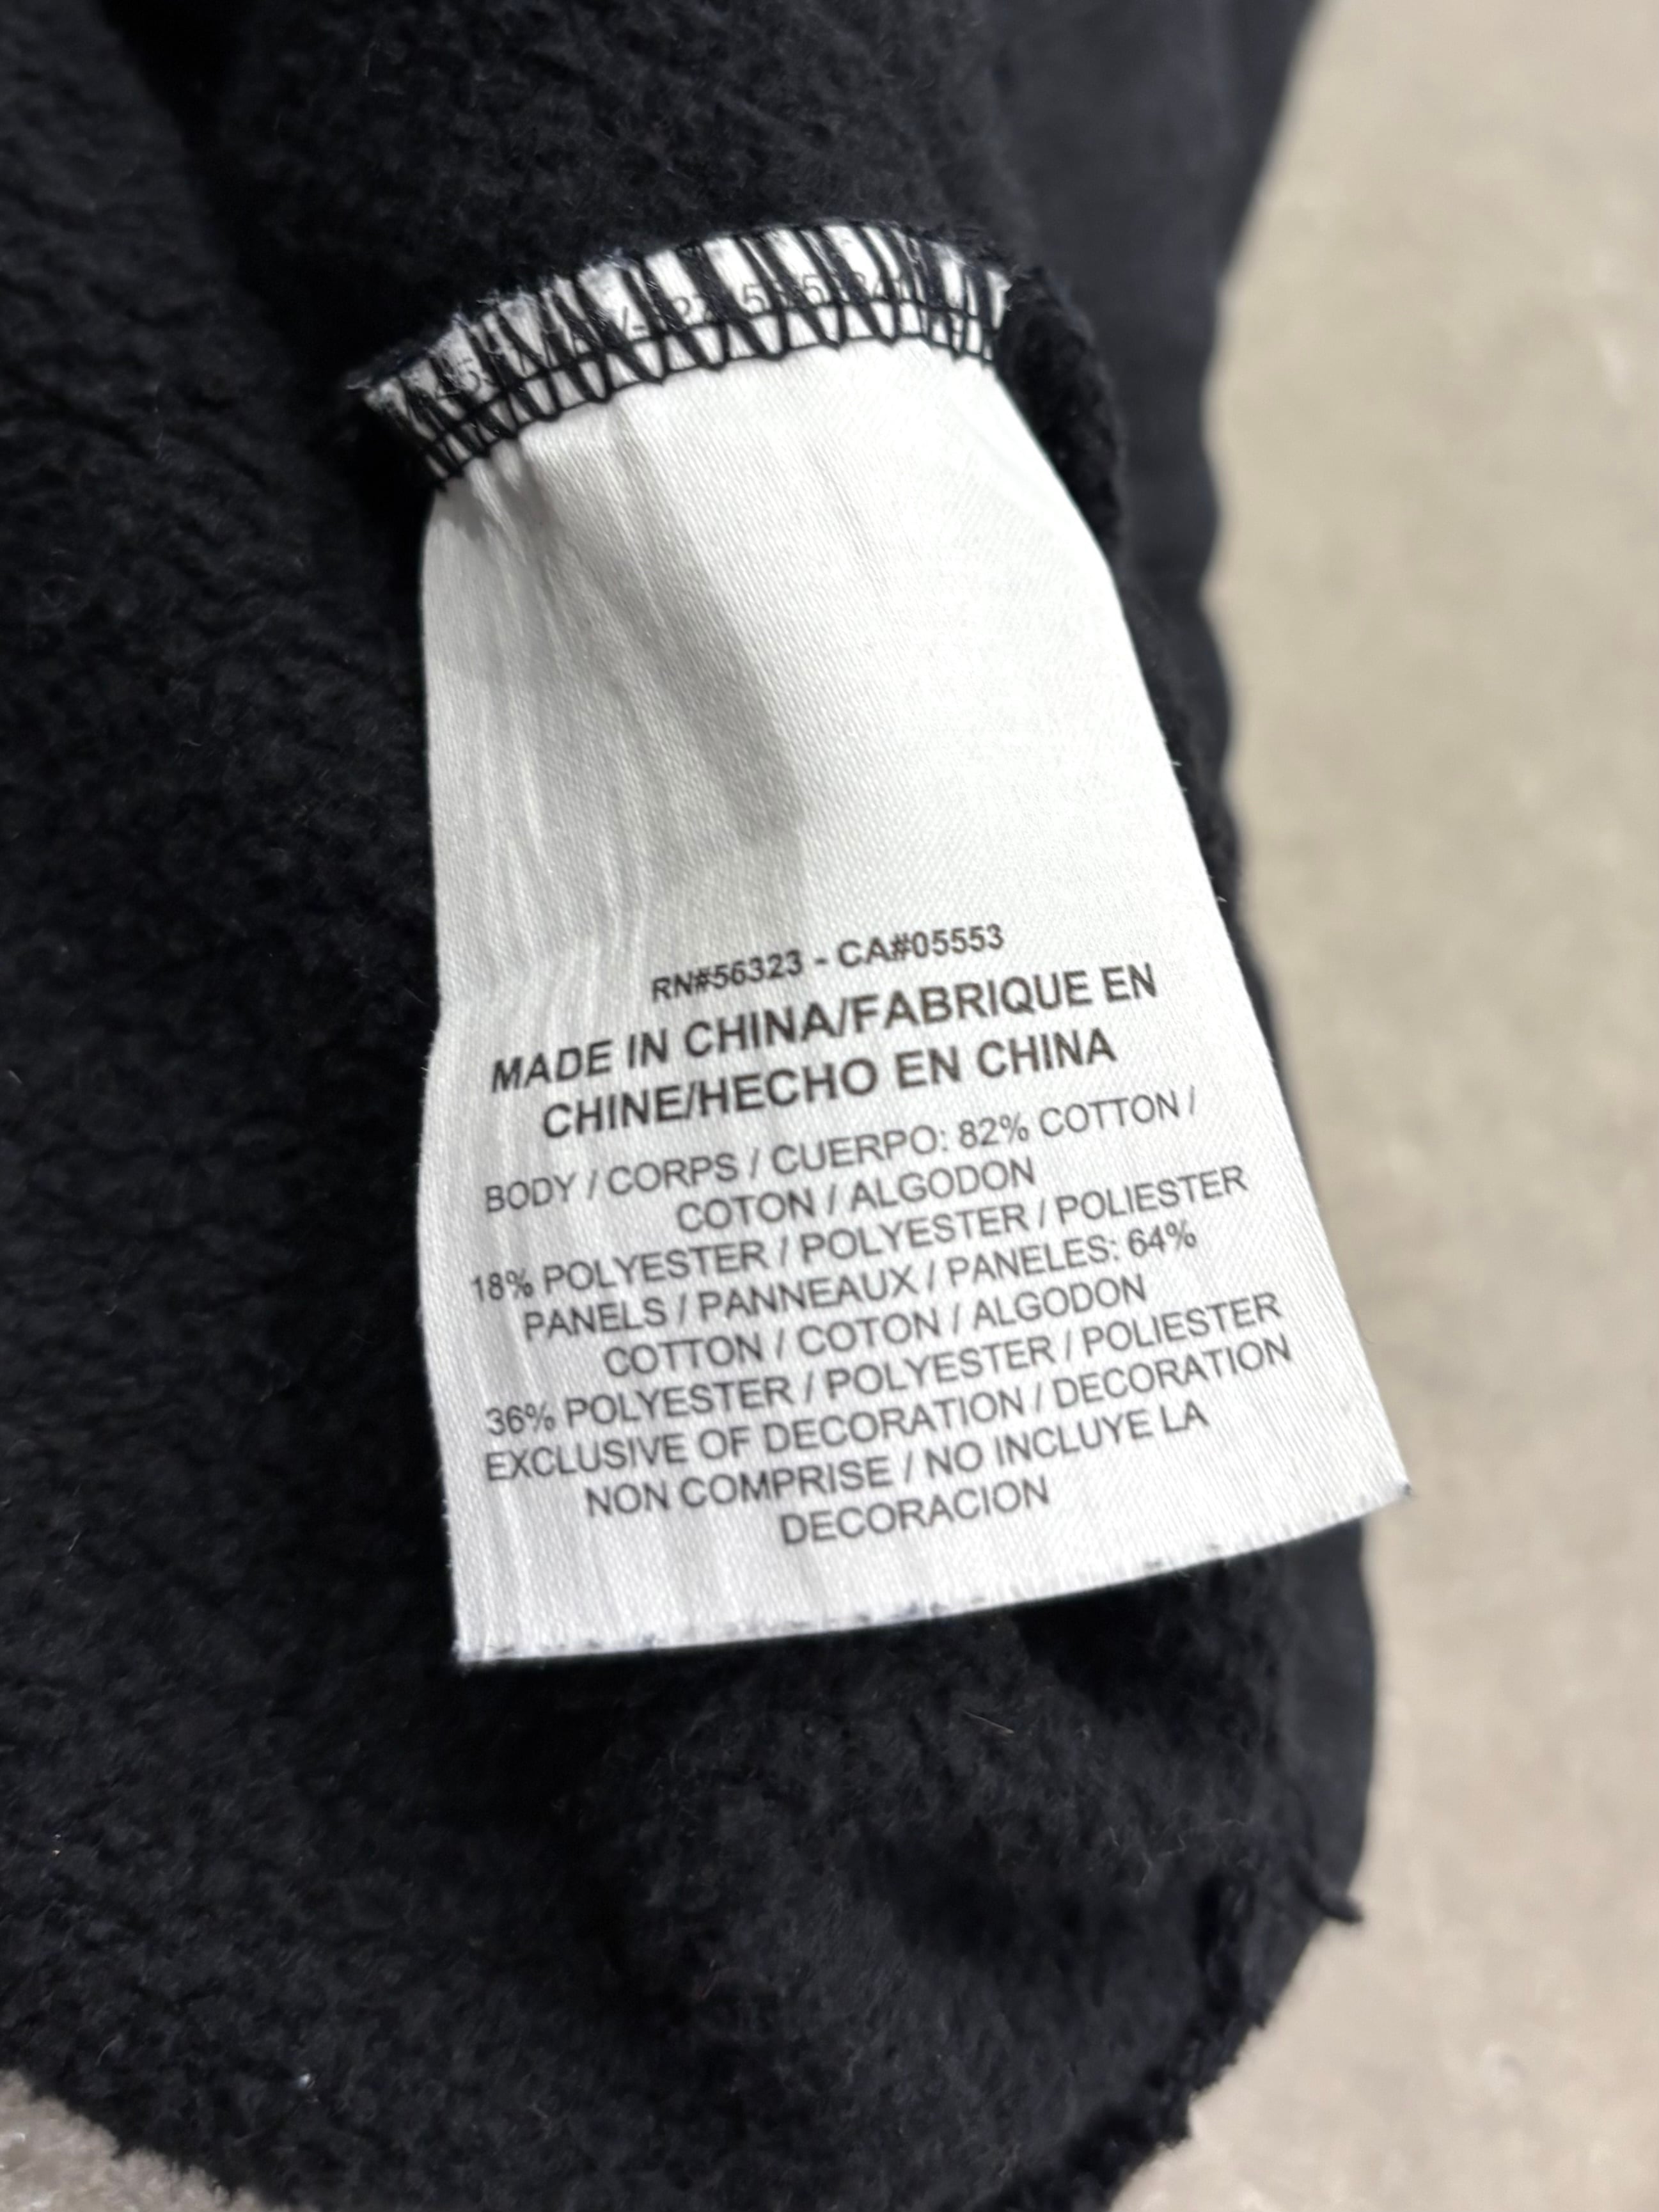 RN#56323 - CA#05553
MADE IN CHINA/FABRIQUE EN
CHINE/HECHO EN CHINA
BODY / CORPS / CUERPO: 82% COTTON /
COTON / ALGODON
18% POLYESTER / POLYESTER / POLIESTER
PANELS / PANNEAUX / PANELES: 64%
COTTON / COTON / ALGODON
36% POLYESTER / POLYESTER / POLIESTER
EXCLUSIVE OF DECORATION / DECORATION
NON COMPRISE / NO INCLUYE LA
DECORACION